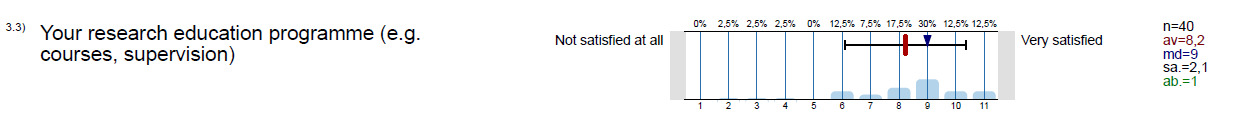 3.3) Your research education programme (e.g.
courses, supervision)
Not satisfied at all
0% 2,5% 2,5% 2,5% 0% 12,5% 7,5% 17,5% 30% 12,5% 12,5%
1 2 3 4 5 6 7 8 9 10 11
Very satisfied
n=40
av=8,2
md=9
sa.=2,1
ab.=1